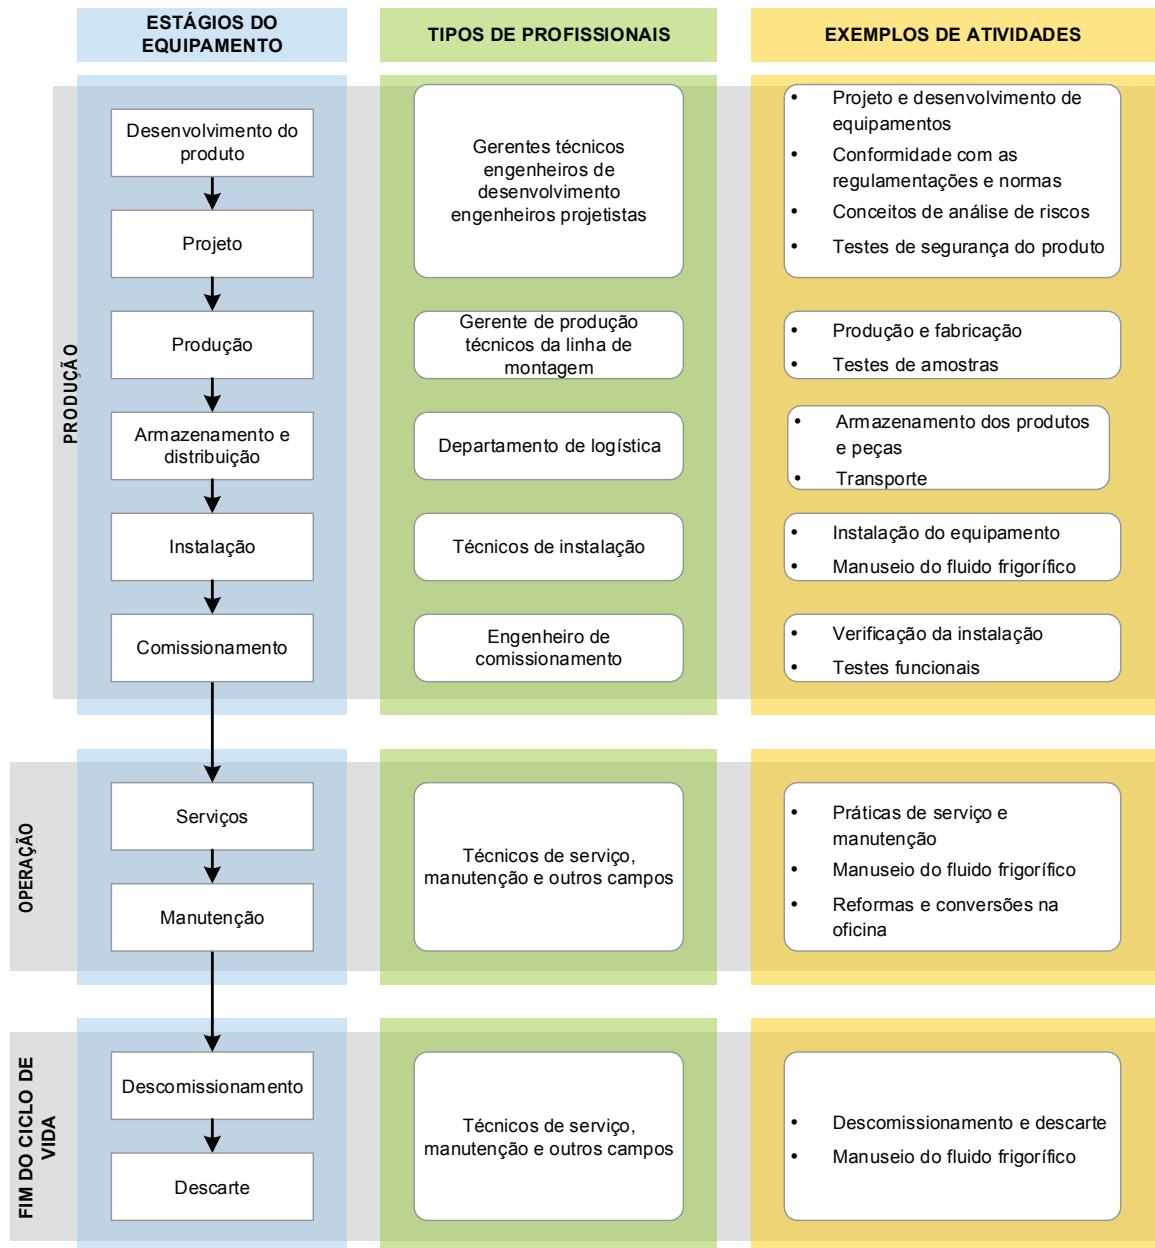 ESTÁGIOS DO
EQUIPAMENTO
TIPOS DE PROFISSIONAIS
EXEMPLOS DE ATIVIDADES
PRODUÇÃO
Desenvolvimento do
produto
Projeto
Gerentes técnicos
engenheiros de
desenvolvimento
engenheiros projetistas
• Projeto e desenvolvimento de
equipamentos
• Conformidade com as
regulamentações e normas
• Conceitos de análise de riscos
• Testes de segurança do produto
Produção
Gerente de produção
técnicos da linha de
montagem
• Produção e fabricação
• Testes de amostras
Armazenamento e
distribuição
Departamento de logística
• Armazenamento dos produtos
e peças
• Transporte
Instalação
Técnicos de instalação
• Instalação do equipamento
• Manuseio do fluido frigorífico
Comissionamento
Engenheiro de
comissionamento
• Verificação da instalação
• Testes funcionais
OPERAÇÃO
Serviços
Manutenção
Técnicos de serviço,
manutenção e outros campos
• Práticas de serviço e
manutenção
• Manuseio do fluido frigorífico
• Reformas e conversões na
oficina
FIM DO CICLO DE
VIDA
Descomissionamento
Descarte
Técnicos de serviço,
manutenção e outros campos
• Descomissionamento e descarte
• Manuseio do fluido frigorífico